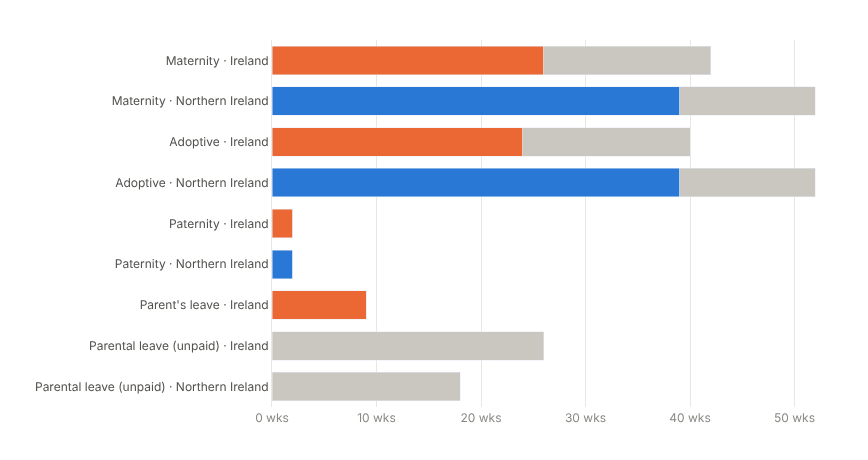 Maternity · Ireland
Maternity · Northern Ireland
Adoptive · Ireland
Adoptive · Northern Ireland
Paternity · Ireland
Paternity · Northern Ireland
Parent's leave · Ireland
Parental leave (unpaid) · Ireland
Parental leave (unpaid) · Northern Ireland
0 wks 10 wks 20 wks 30 wks 40 wks 50 wks